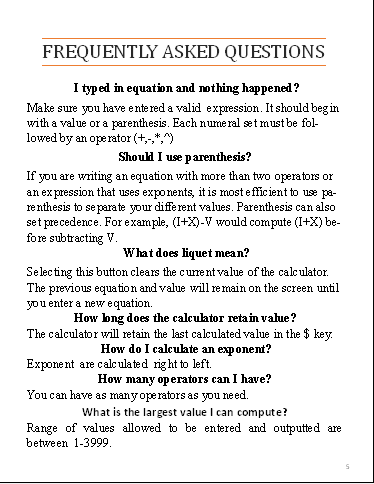 FREQUENTLY ASKED QUESTIONS
I typed in equation and nothing happened?
Make sure you have entered a valid expression. It should begin
with a value or a parenthesis. Each numeral set must be fol-
lowed by an operator (+,-,*,^)
Should I use parenthesis?
If you are writing an equation with more than two operators or
an expression that uses exponents, it is most efficient to use pa-
renthesis to separate your different values. Parenthesis can also
set precedence. For example, (I+X)-V would compute (I+X) be-
fore subtracting V.
What does liquet mean?
Selecting this button clears the current value of the calculator.
The previous equation and value will remain on the screen until
you enter a new equation.
How long does the calculator retain value?
The calculator will retain the last calculated value in the $ key.
How do I calculate an exponent?
Exponent are calculated right to left.
How many operators can I have?
You can have as many operators as you need.
What is the largest value I can compute?
Range of values allowed to be entered and outputted are
between 1-3999.
5